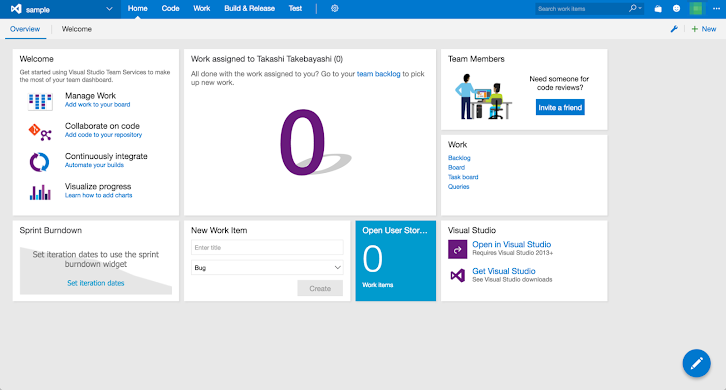 sample
Home Code Work Build & Release Test
Search work items
Overview Welcome
New
Welcome
Get started using Visual Studio Team Services to make
the most of your team dashboard.
Manage Work
Add work to your board
Collaborate on code
Add code to your repository
Continuously integrate
Automate your builds
Visualize progress
Learn how to add charts
Work assigned to Takashi Takebayashi (0)
All done with the work assigned to you? Go to your team backlog to pick
up new work.
0
Team Members
Need someone for
code reviews?
Invite a friend
Work
Backlog
Board
Task board
Queries
Sprint Burndown
Set iteration dates to use the sprint
burndown widget
Set iteration dates
New Work Item
Enter title
Bug
Create
Open User Stor...
0
Work items
Visual Studio
Open in Visual Studio
Requires Visual Studio 2013+
Get Visual Studio
See Visual Studio downloads